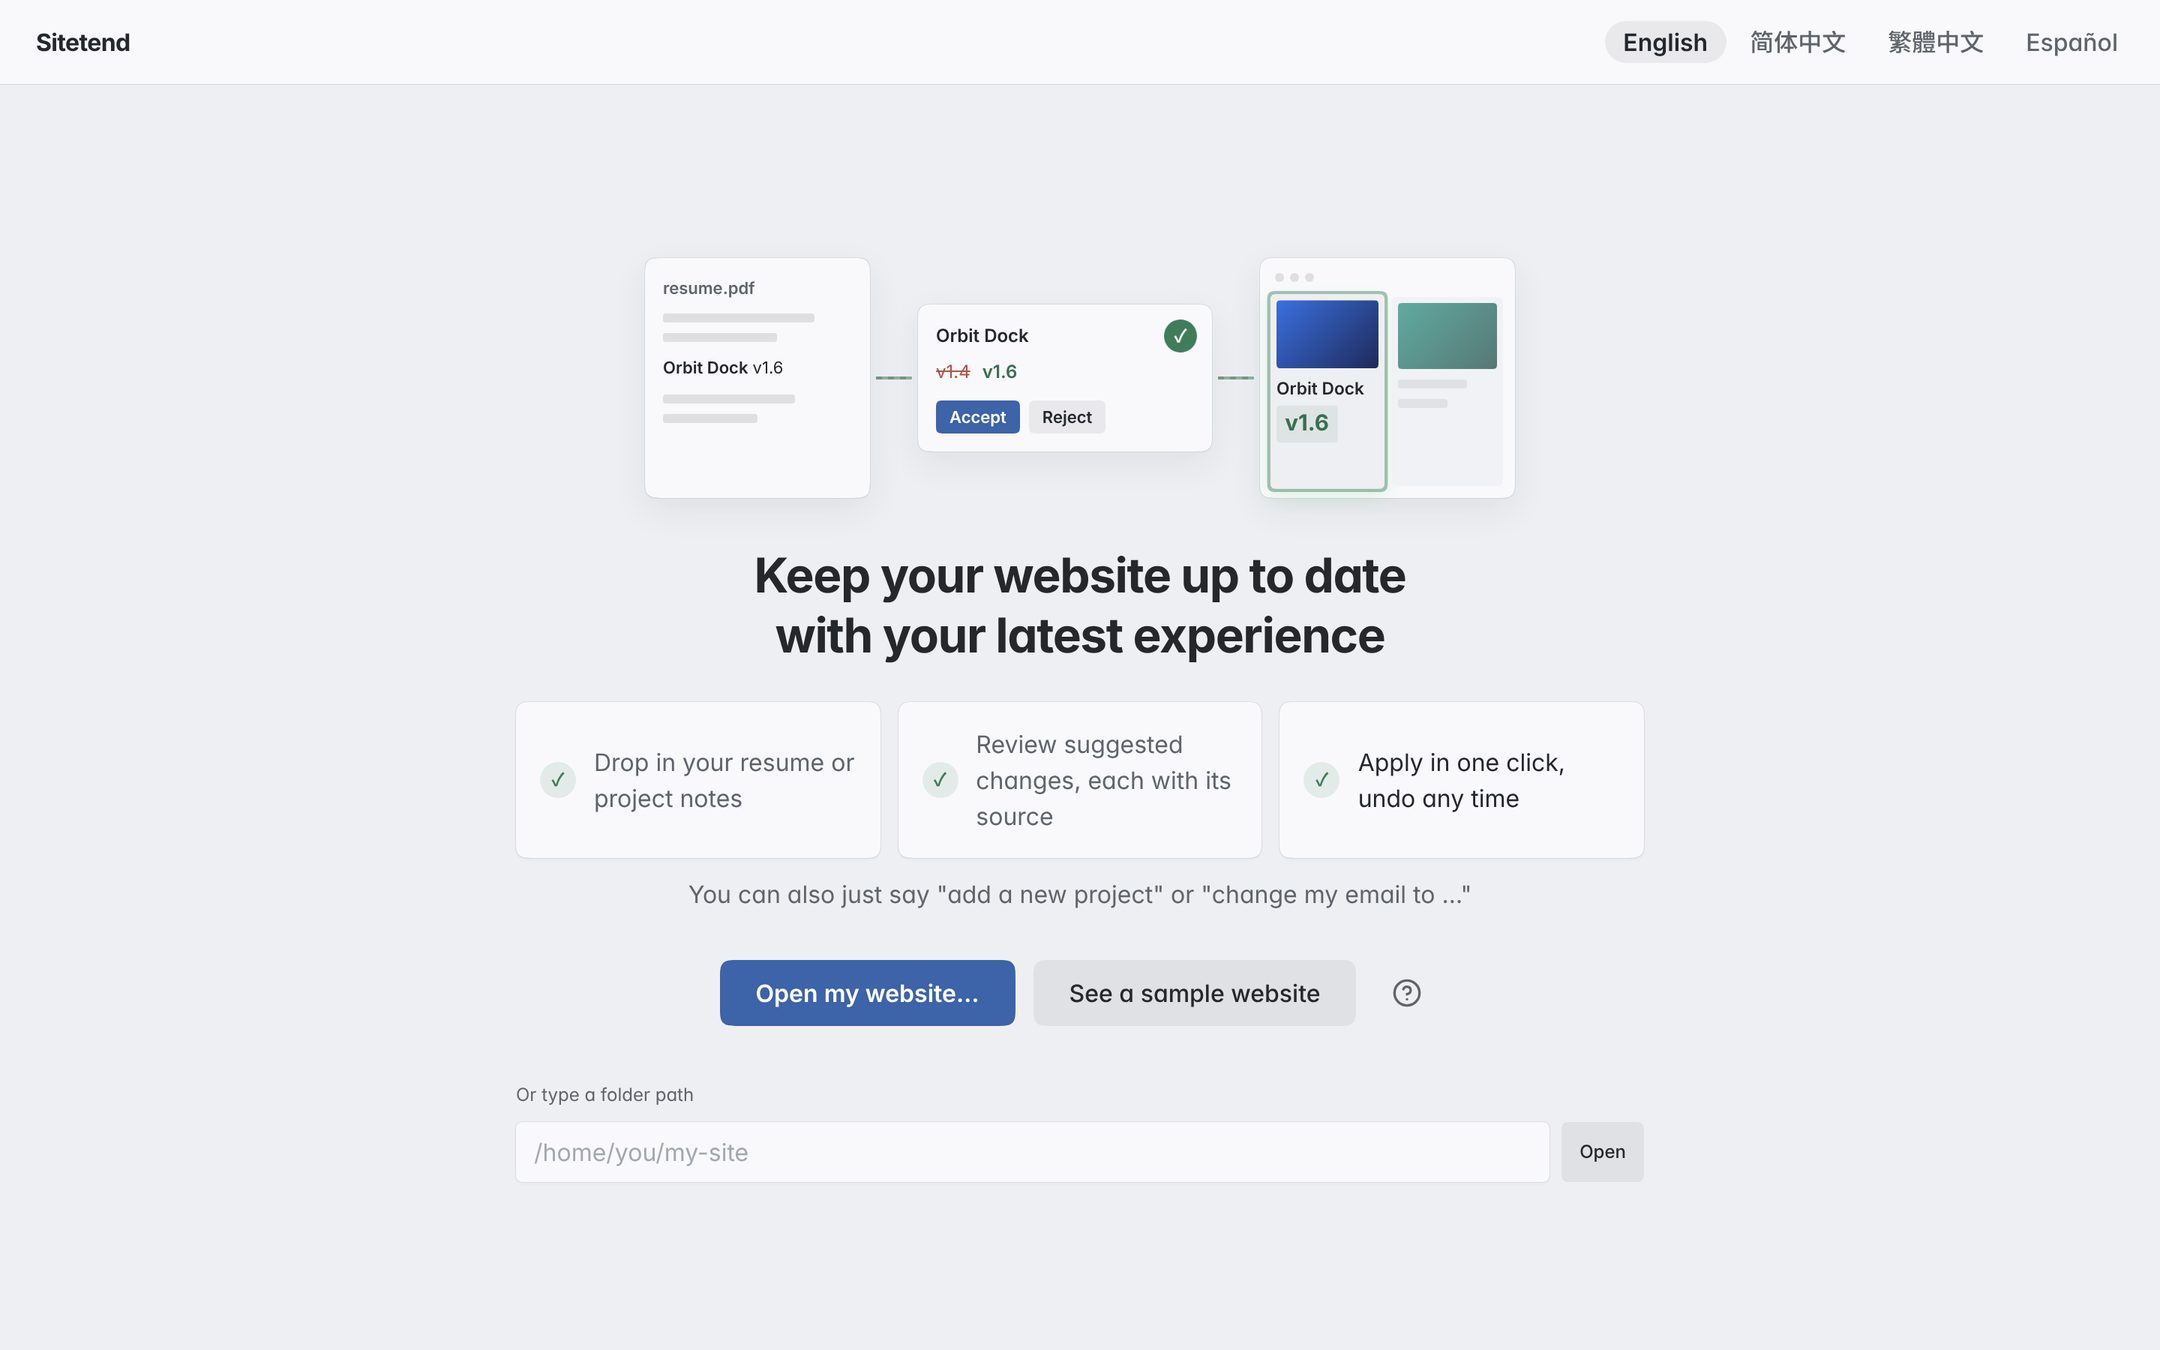 Sitetend
English
简体中文
繁體中文
Español
resume.pdf
Orbit Dock v1.6
Orbit Dock
✓
v1.4 v1.6
Accept
Reject
Orbit Dock
v1.6
Keep your website up to date
with your latest experience
✓
Drop in your resume or
project notes
✓
Review suggested
changes, each with its
source
✓
Apply in one click,
undo any time
You can also just say "add a new project" or "change my email to ..."
Open my website...
See a sample website
?
Or type a folder path
/home/you/my-site
Open